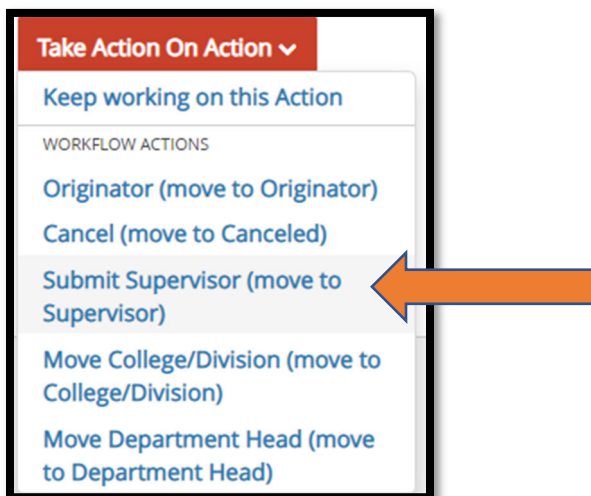 Take Action On Action
Keep working on this Action
WORKFLOW ACTIONS
Originator (move to Originator)
Cancel (move to Canceled)
Submit Supervisor (move to
Supervisor)
Move College/Division (move to
College/Division)
Move Department Head (move
to Department Head)